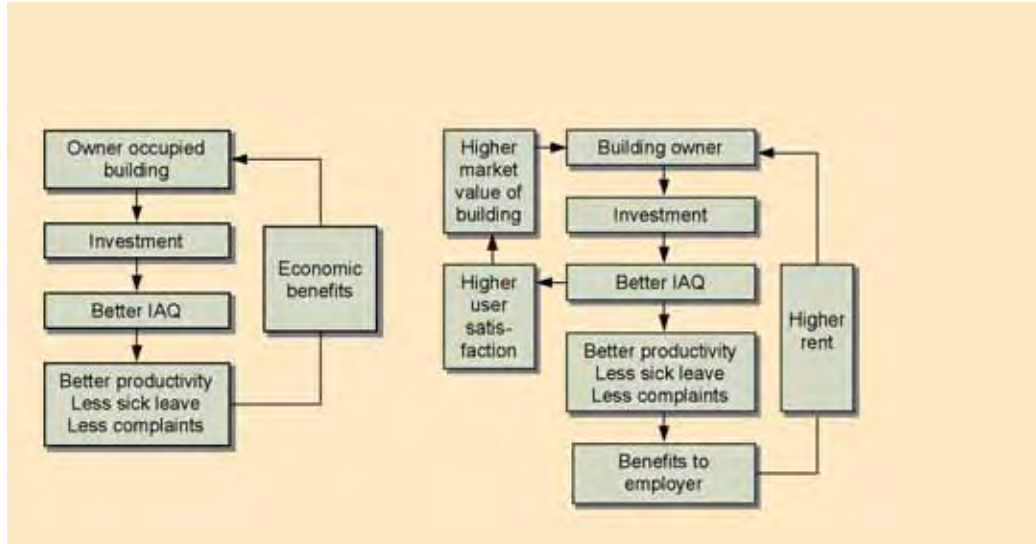 Owner occupied
building
Investment
Better IAQ
Better productivity
Less sick leave
Less complaints
Economic
benefits
Higher
market
value of
building
Higher
user
satis-
faction
Building owner
Investment
Better IAQ
Better productivity
Less sick leave
Less complaints
Benefits to
employer
Higher
rent